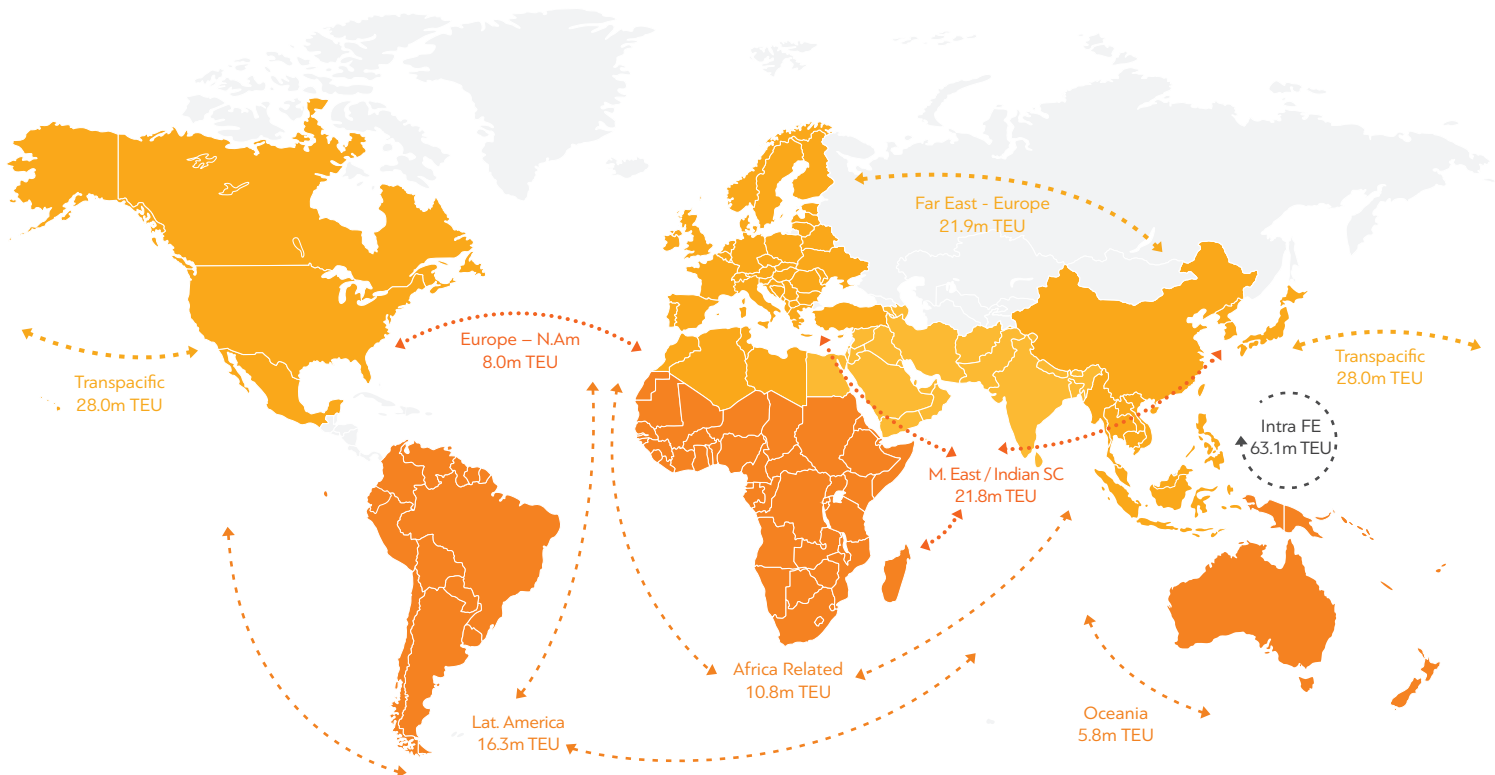 Far East - Europe
21.9m TEU
Europe – N.Am
8.0m TEU
Transpacific
28.0m TEU
Transpacific
28.0m TEU
Intra FE
63.1m TEU
M. East / Indian SC
21.8m TEU
Africa Related
10.8m TEU
Lat. America
16.3m TEU
Oceania
5.8m TEU